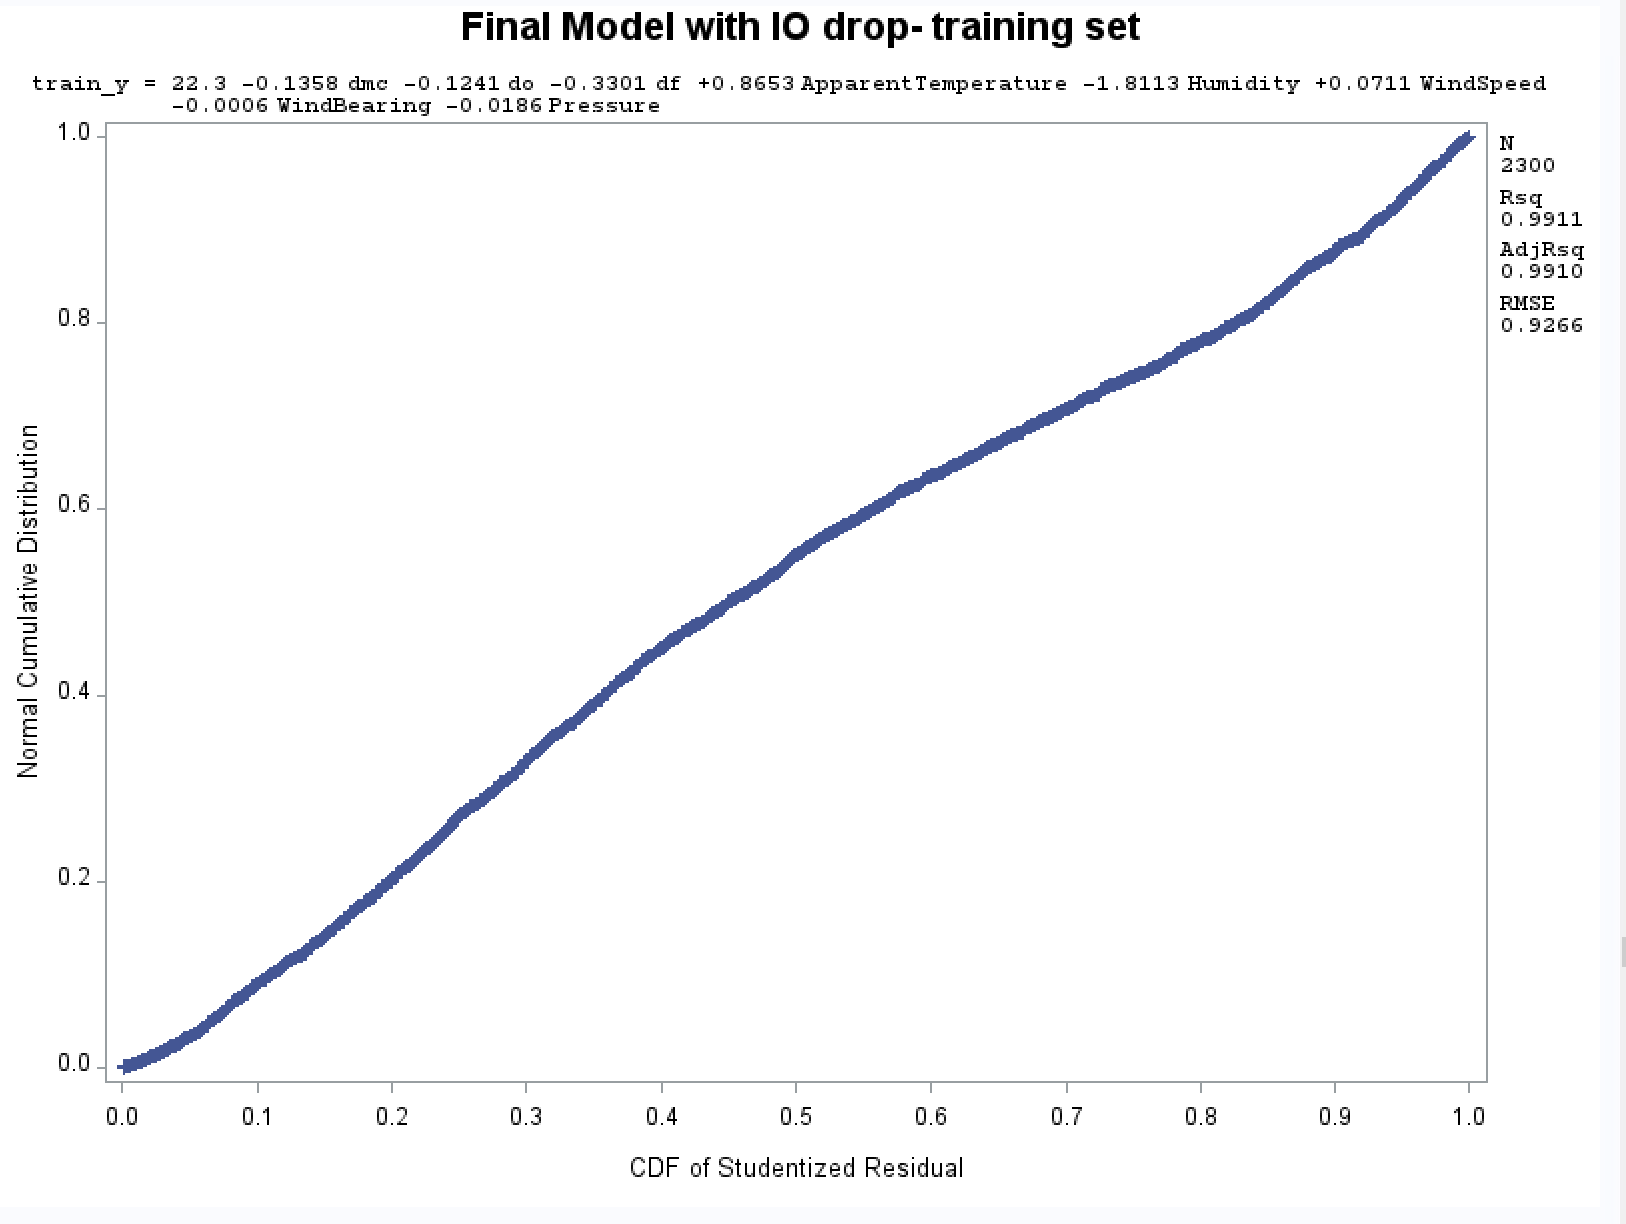 Final Model with IO drop- training set
train_y = 22.3 -0.1358 dmc -0.1241 do -0.3301 df +0.8653 ApparentTemperature -1.8113 Humidity +0.0711 WindSpeed
-0.0006 WindBearing -0.0186 Pressure
N
2300
Rsq
0.9911
AdjRsq
0.9910
RMSE
0.9266
Normal Cumulative Distribution
1.0
0.8
0.6
0.4
0.2
0.0
0.0 0.1 0.2 0.3 0.4 0.5 0.6 0.7 0.8 0.9 1.0
CDF of Studentized Residual